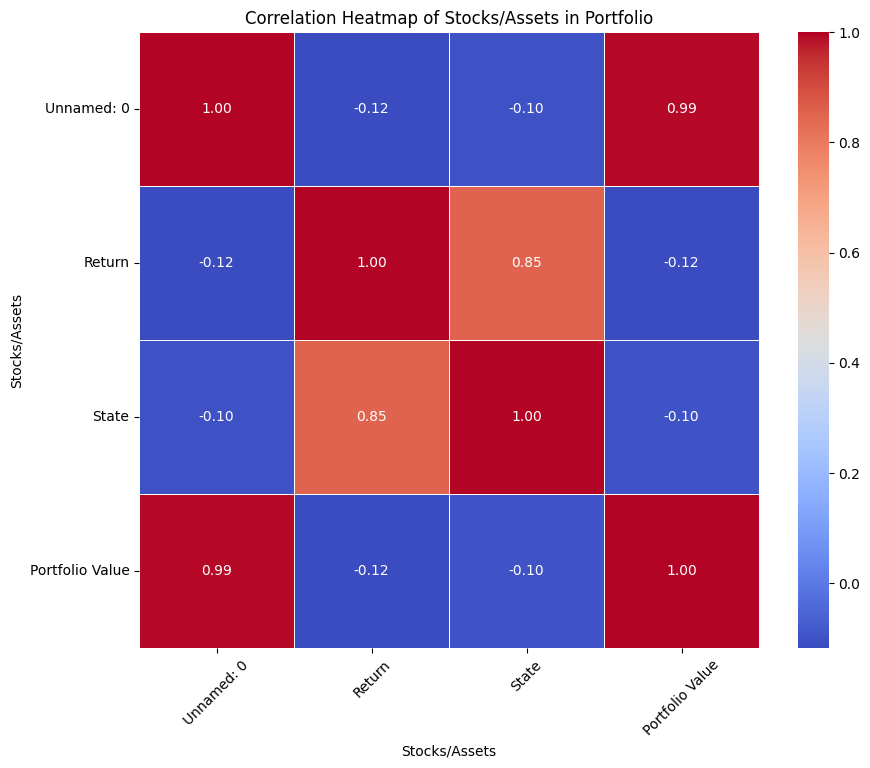 Correlation Heatmap of Stocks/Assets in Portfolio
Stocks/Assets
Unnamed: 0
1.00 -0.12 -0.10 0.99
Return
-0.12 1.00 0.85 -0.12
State
-0.10 0.85 1.00 -0.10
Portfolio Value
0.99 -0.12 -0.10 1.00
Unnamed: 0
Return
State
Portfolio Value
Stocks/Assets
1.0
0.8
0.6
0.4
0.2
0.0